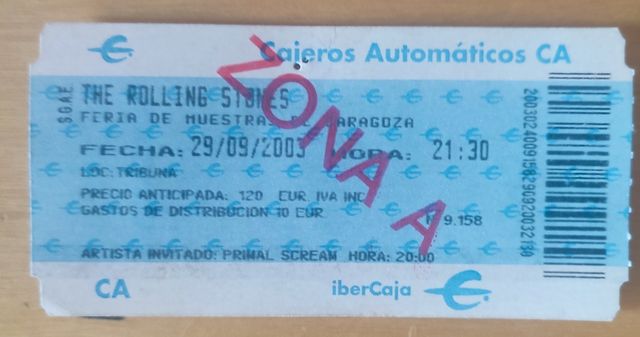 Cajeros Automáticos CA
SGAE
THE ROLLING STONES
FERIA DE MUESTRAS DE ZARAGOZA
FECHA: 29/09/2003 HORA: 21:30
LOC: TRIBUNA
PRECIO ANTICIPADA: 120 EUR. IVA INC
GASTOS DE DISTRIBUCION 10 EUR
9.158
ARTISTA INVITADO: PRIMAL SCREAM HORA: 20:00
ZONA A
CA
iberCaja